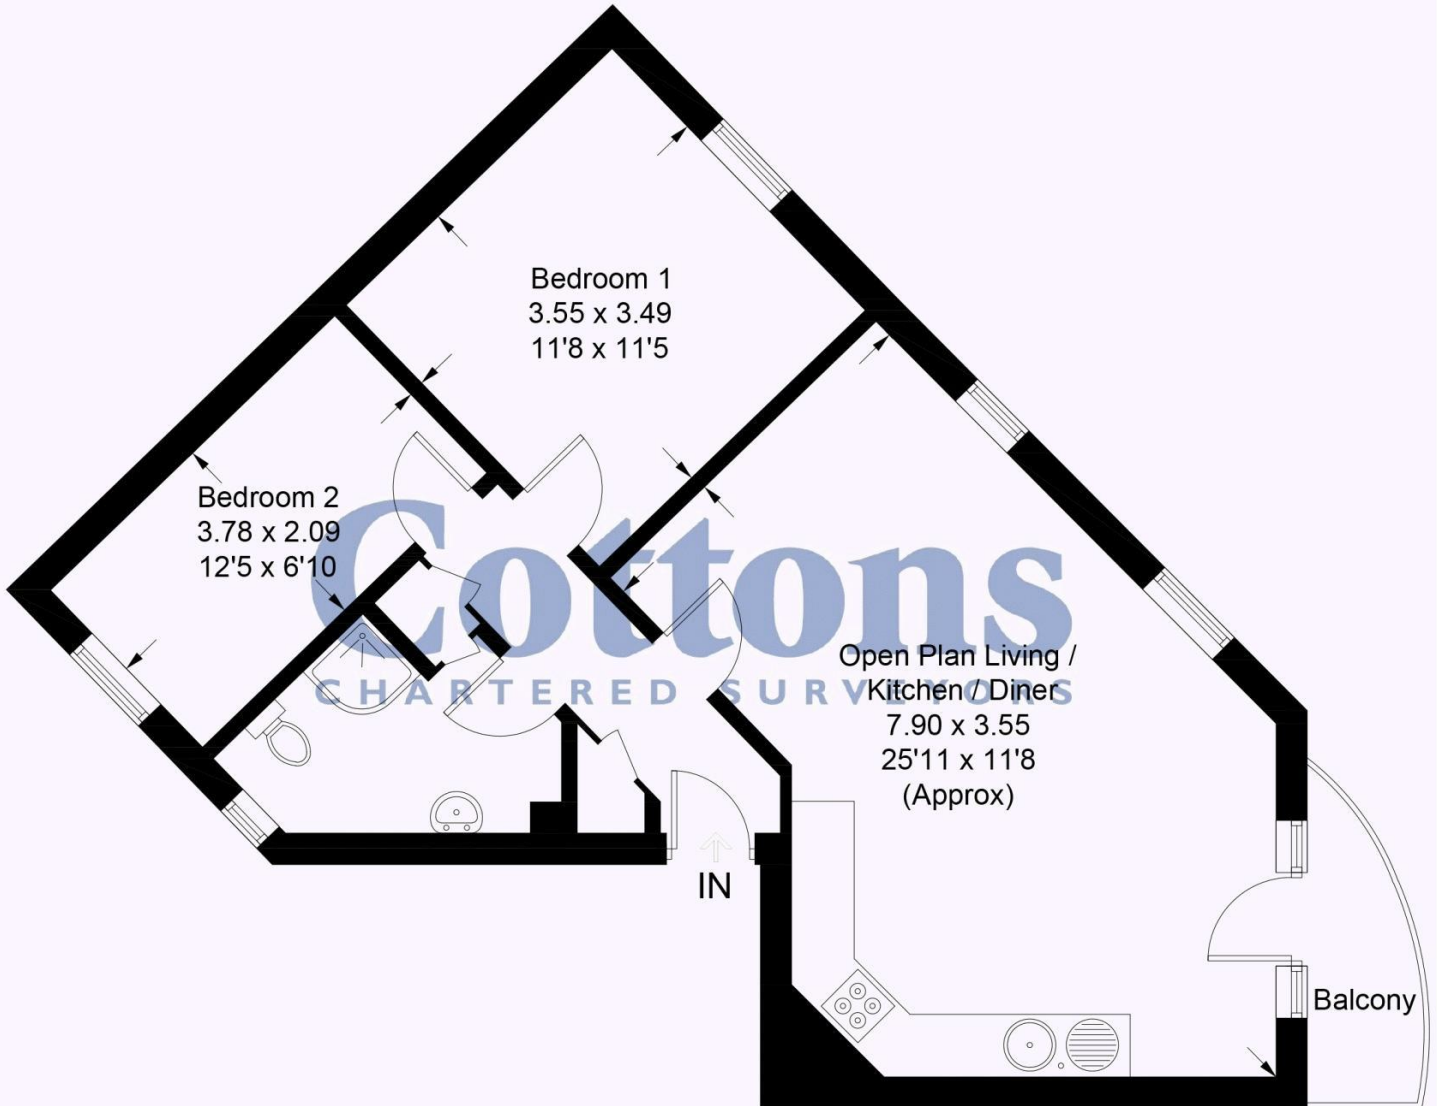 Bedroom 1
3.55 x 3.49
11'8 x 11'5
Bedroom 2
3.78 x 2.09
12'5 x 6'10
Cottons
CHARTERED SURVEYORS
Open Plan Living /
Kitchen / Diner
7.90 x 3.55
25'11 x 11'8
(Approx)
IN
Balcony